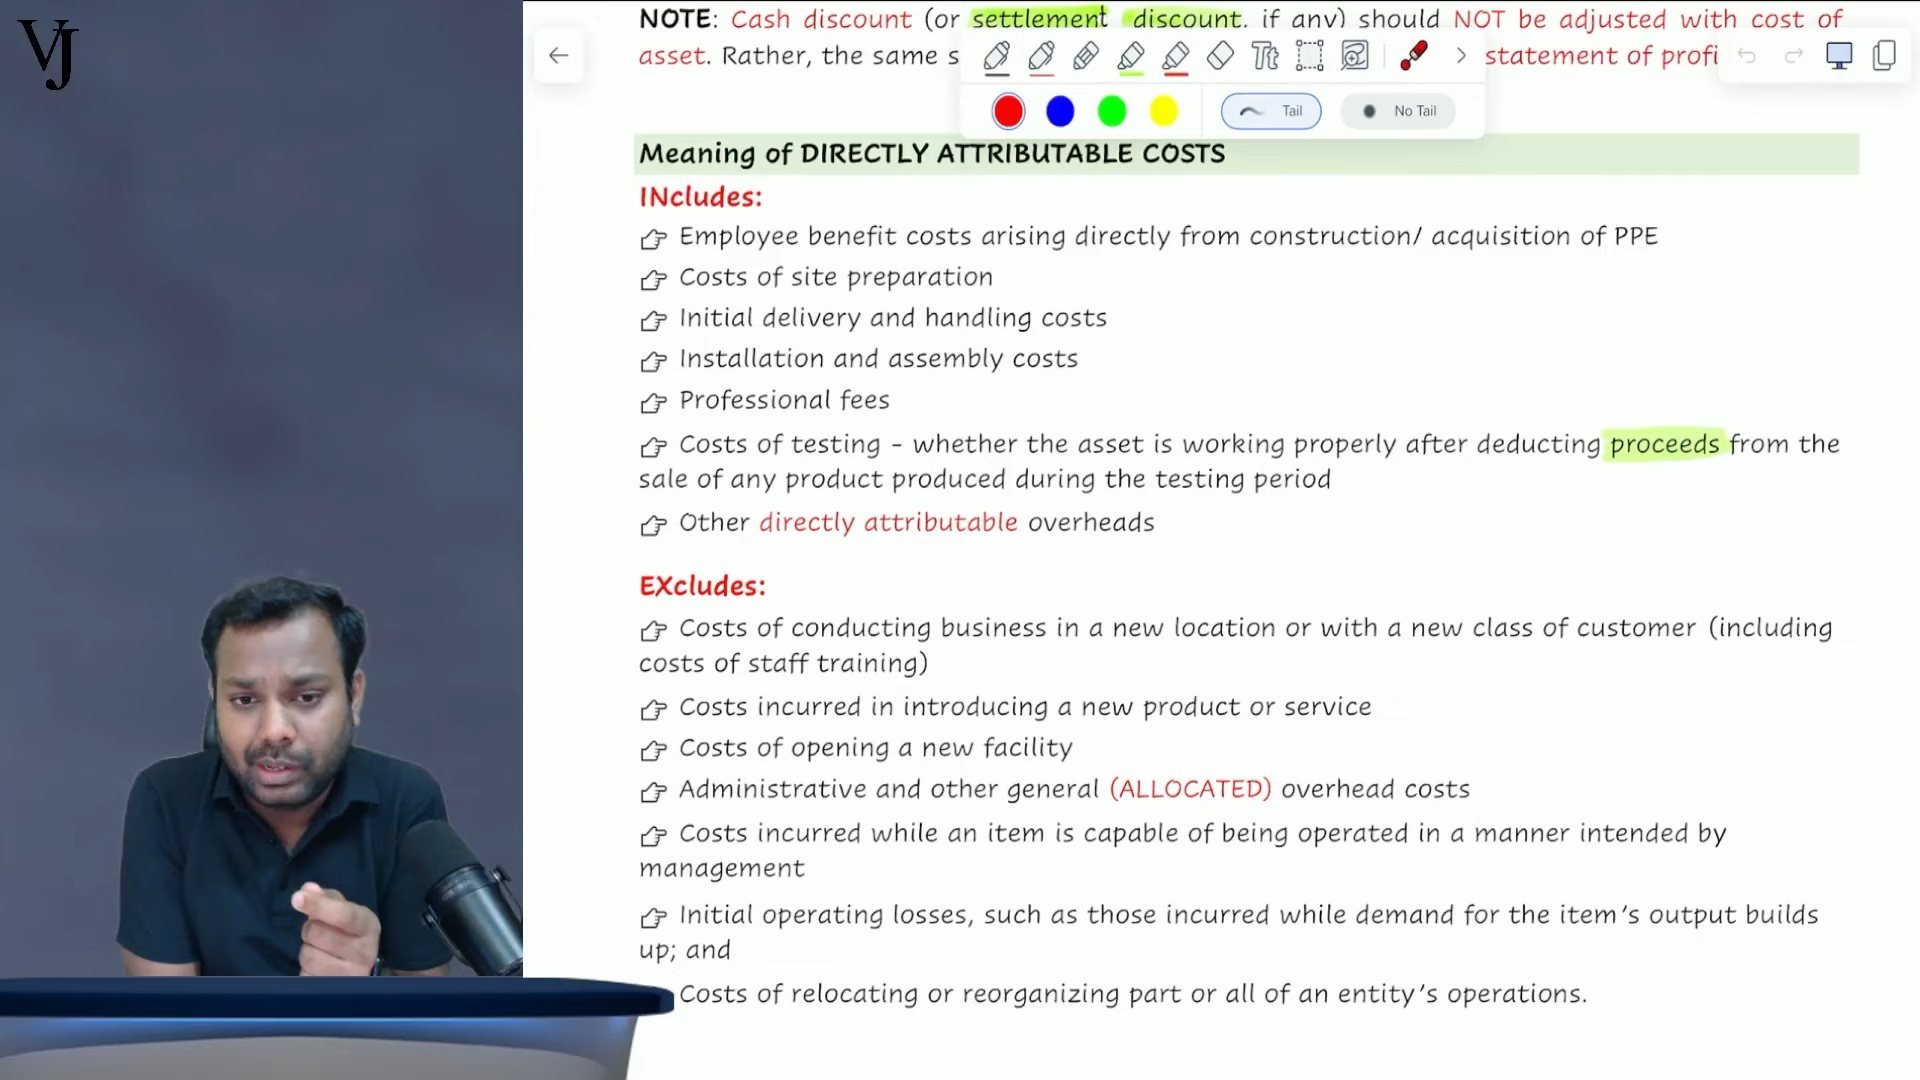 VJ
NOTE: Cash discount (or settlement discount. if any) should NOT be adjusted with cost of
asset. Rather, the same s statement of profi
Tt
Tail
No Tail
Meaning of DIRECTLY ATTRIBUTABLE COSTS
INcludes:
Employee benefit costs arising directly from construction/ acquisition of PPE
Costs of site preparation
Initial delivery and handling costs
Installation and assembly costs
Professional fees
Costs of testing - whether the asset is working properly after deducting proceeds from the
sale of any product produced during the testing period
Other directly attributable overheads
EXcludes:
Costs of conducting business in a new location or with a new class of customer (including
costs of staff training)
Costs incurred in introducing a new product or service
Costs of opening a new facility
Administrative and other general (ALLOCATED) overhead costs
Costs incurred while an item is capable of being operated in a manner intended by
management
Initial operating losses, such as those incurred while demand for the item's output builds
up; and
Costs of relocating or reorganizing part or all of an entity's operations.